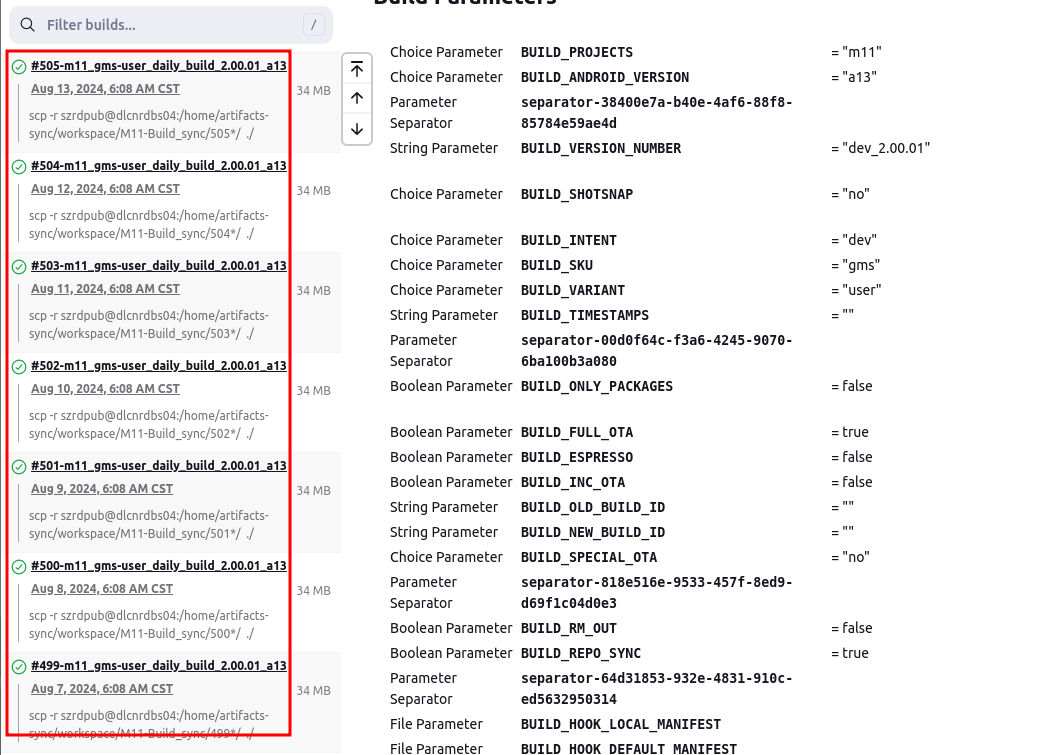 Build Parameters
Filter builds... /
#505-m11_gms-user_daily_build_2.00.01_a13
Aug 13, 2024, 6:08 AM CST
34 MB
scp -r szrdpub@dlcnrdbs04:/home/artifacts-
sync/workspace/M11-Build_sync/505*/ ./
#504-m11_gms-user_daily_build_2.00.01_a13
Aug 12, 2024, 6:08 AM CST
34 MB
scp -r szrdpub@dlcnrdbs04:/home/artifacts-
sync/workspace/M11-Build_sync/504*/ ./
#503-m11_gms-user_daily_build_2.00.01_a13
Aug 11, 2024, 6:08 AM CST
34 MB
scp -r szrdpub@dlcnrdbs04:/home/artifacts-
sync/workspace/M11-Build_sync/503*/ ./
#502-m11_gms-user_daily_build_2.00.01_a13
Aug 10, 2024, 6:08 AM CST
34 MB
scp -r szrdpub@dlcnrdbs04:/home/artifacts-
sync/workspace/M11-Build_sync/502*/ ./
#501-m11_gms-user_daily_build_2.00.01_a13
Aug 9, 2024, 6:08 AM CST
34 MB
scp -r szrdpub@dlcnrdbs04:/home/artifacts-
sync/workspace/M11-Build_sync/501*/ ./
#500-m11_gms-user_daily_build_2.00.01_a13
Aug 8, 2024, 6:08 AM CST
34 MB
scp -r szrdpub@dlcnrdbs04:/home/artifacts-
sync/workspace/M11-Build_sync/500*/ ./
#499-m11_gms-user_daily_build_2.00.01_a13
Aug 7, 2024, 6:08 AM CST
34 MB
scp -r szrdpub@dlcnrdbs04:/home/artifacts-
sync/workspace/M11-Build_sync/499*/ ./
Choice Parameter BUILD_PROJECTS = "m11"
Choice Parameter BUILD_ANDROID_VERSION = "a13"
Parameter separator-38400e7a-b40e-4af6-88f8-
Separator 85784e59ae4d
String Parameter BUILD_VERSION_NUMBER = "dev_2.00.01"
Choice Parameter BUILD_SHOTSNAP = "no"
Choice Parameter BUILD_INTENT = "dev"
Choice Parameter BUILD_SKU = "gms"
Choice Parameter BUILD_VARIANT = "user"
String Parameter BUILD_TIMESTAMPS = ""
Parameter separator-00d0f64c-f3a6-4245-9070-
Separator 6ba100b3a080
Boolean Parameter BUILD_ONLY_PACKAGES = false
Boolean Parameter BUILD_FULL_OTA = true
Boolean Parameter BUILD_ESPRESSO = false
Boolean Parameter BUILD_INC_OTA = false
String Parameter BUILD_OLD_BUILD_ID = ""
String Parameter BUILD_NEW_BUILD_ID = ""
Choice Parameter BUILD_SPECIAL_OTA = "no"
Parameter separator-818e516e-9533-457f-8ed9-
Separator d69f1c04d0e3
Boolean Parameter BUILD_RM_OUT = false
Boolean Parameter BUILD_REPO_SYNC = true
Parameter separator-64d31853-932e-4831-910c-
Separator ed5632950314
File Parameter BUILD_HOOK_LOCAL_MANIFEST
File Parameter BUILD_HOOK_DEFAULT_MANIFEST